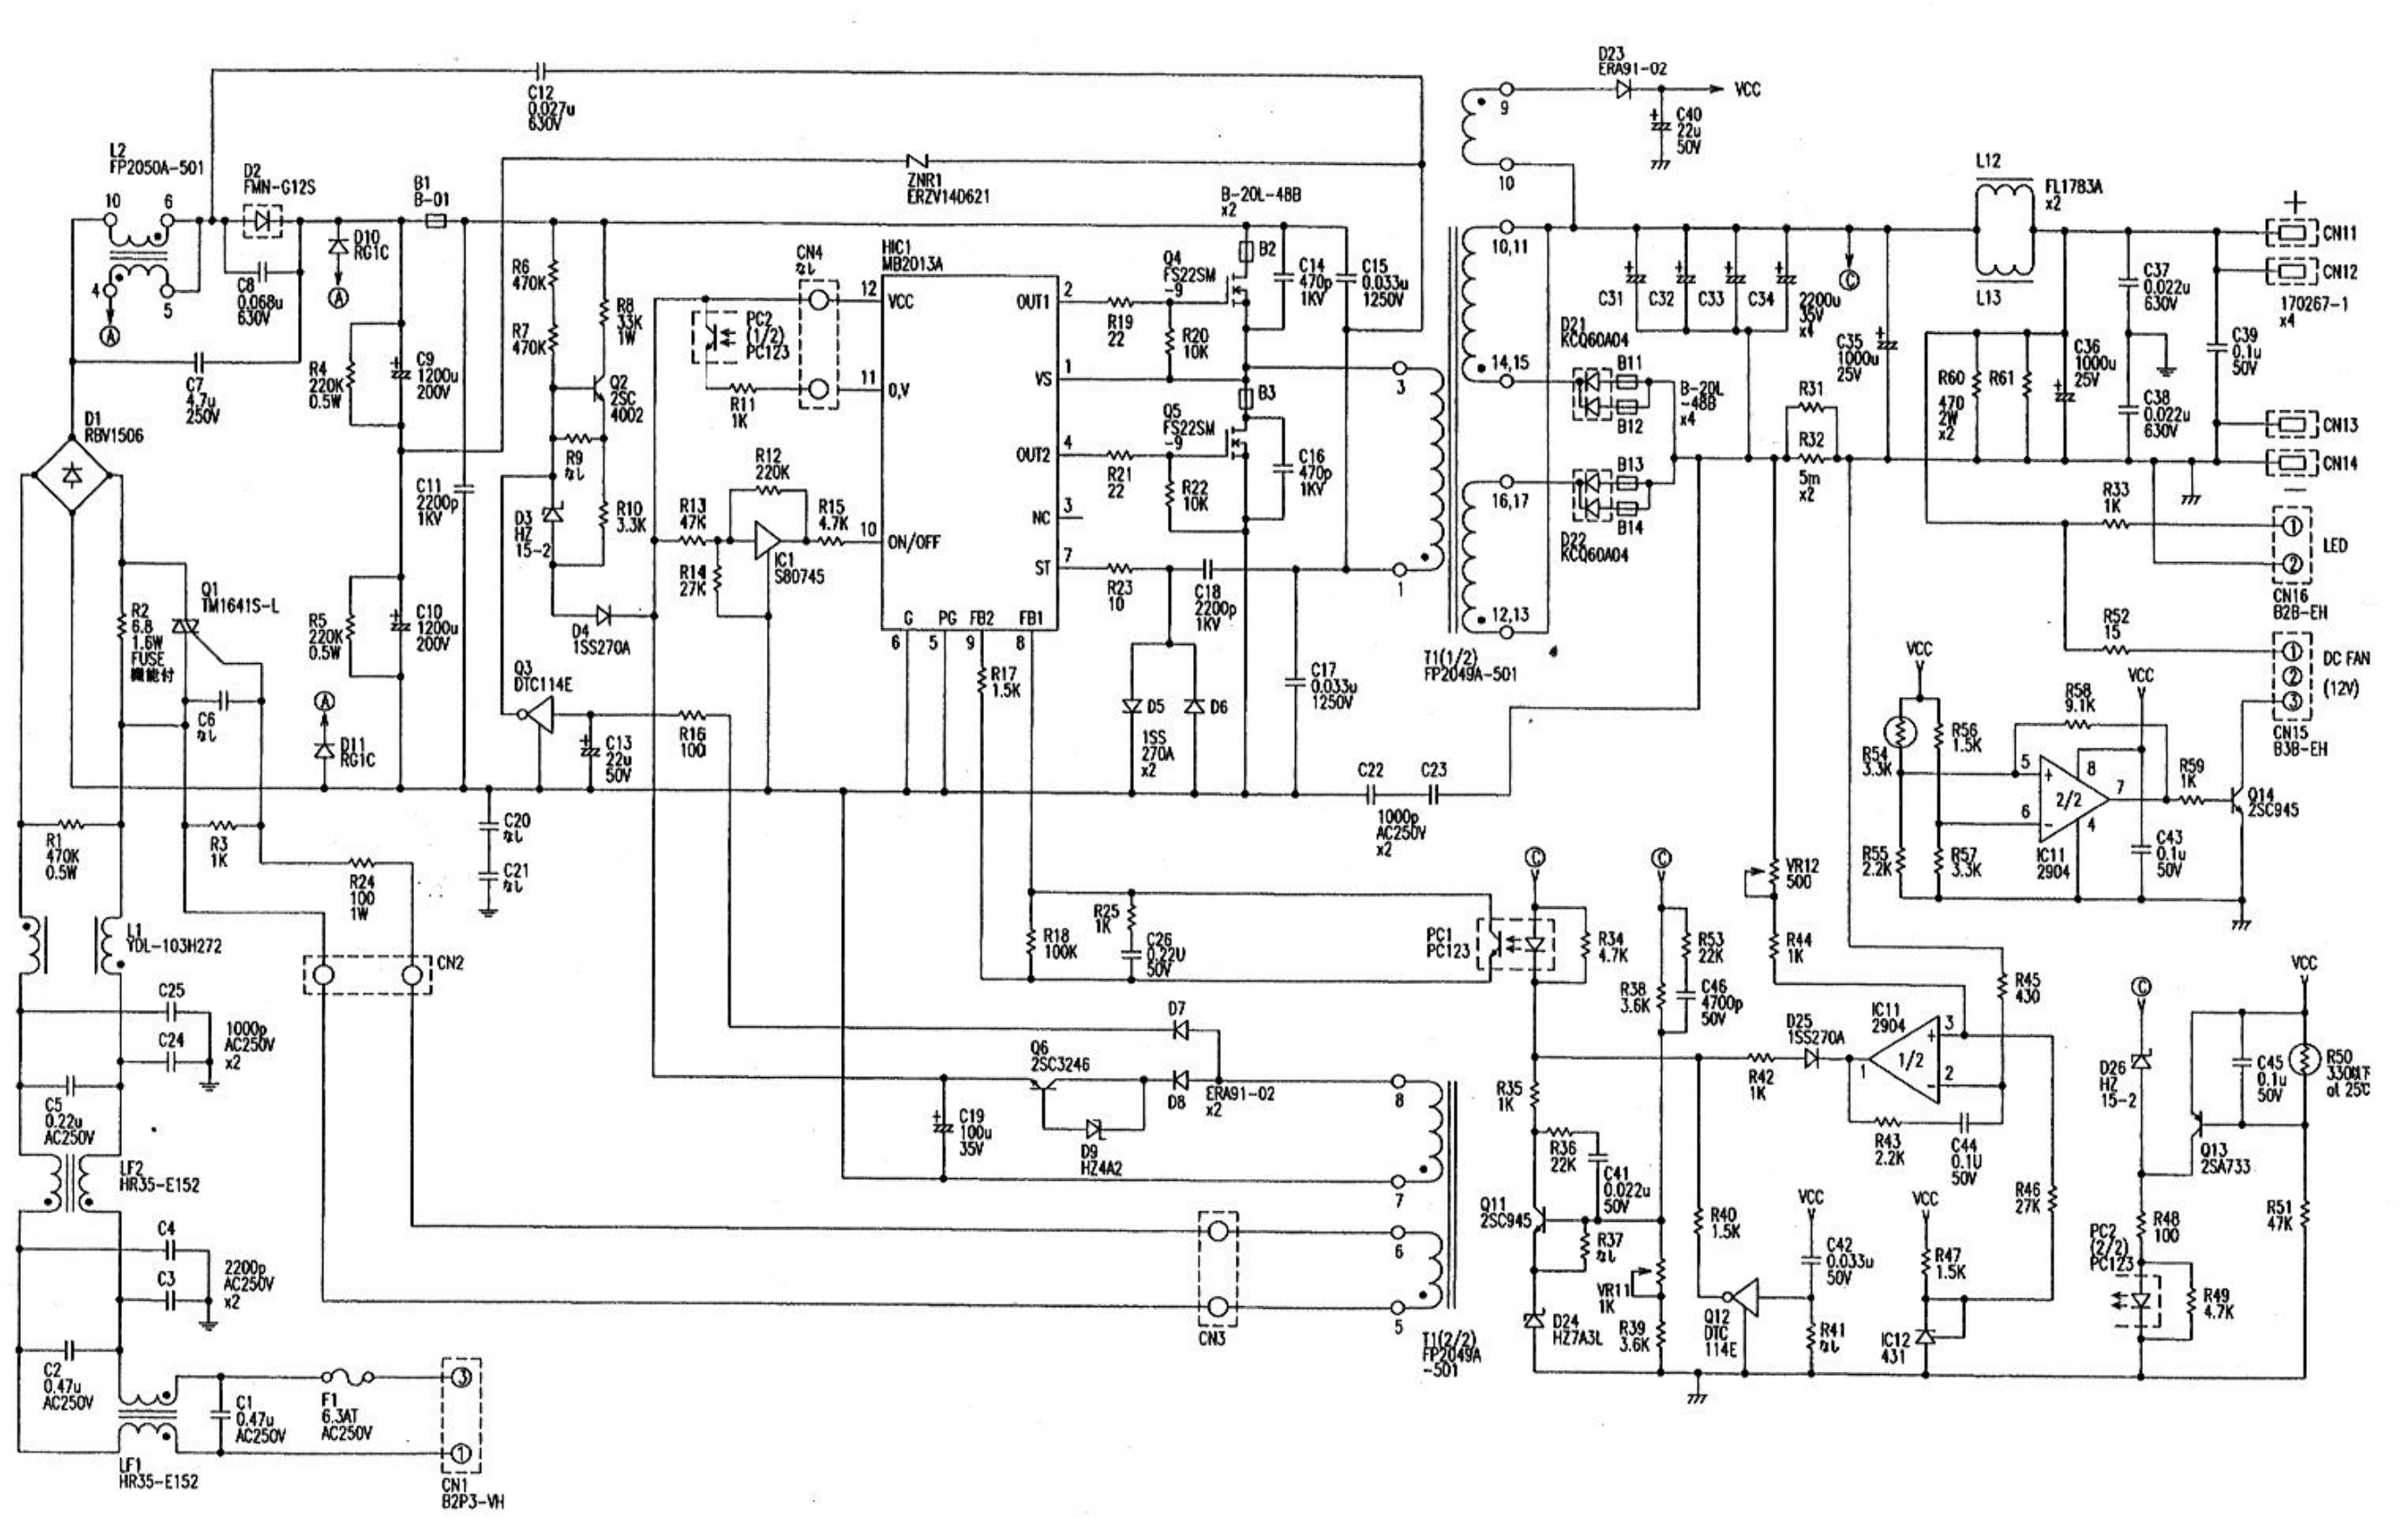 C12
0.027u
630V
L2
FP2050A-501
10
6
4
5
A
D2
FMN-G12S
C8
0.068u
630V
C7
4.7u
250V
D10
RG1C
A
B1
B-01
D1
RBV1506
R4
220K
0.5W
C9
1200u
200V
C11
2200p
1KV
R5
220K
0.5W
C10
1200u
200V
A
D11
RG1C
R2
6.8
1.6W
FUSE
機能付
Q1
TM1641S-L
C6
なし
R1
470K
0.5W
R3
1K
R24
100
1W
L1
YDL-103H272
CN2
C25
C24
1000p
AC250V
x2
C5
0.22u
AC250V
LF2
HR35-E152
C4
C3
2200p
AC250V
x2
C2
0.47u
AC250V
LF1
HR35-E152
C1
0.47u
AC250V
F1
6.3AT
AC250V
3
1
CN1
B2P3-VH
C20
なし
C21
なし
ZNR1
ERZV14D621
R6
470K
R7
470K
R8
33K
1W
Q2
2SC
4002
R9
なし
R10
3.3K
D3
HZ
15-2
D4
1SS270A
Q3
DTC114E
C13
22u
50V
R16
100
PC2
(1/2)
PC123
R11
1K
CN4
なし
R12
220K
R13
47K
R14
27K
R15
4.7K
IC1
S80745
HIC1
MB2013A
12
VCC
11
0,V
10
ON/OFF
OUT1
2
VS
1
OUT2
4
NC
3
ST
7
G
PG
FB2
FB1
6
5
9
8
R17
1.5K
B-20L-48B
x2
B2
B3
Q4
FS22SM
-9
R19
22
R20
10K
Q5
FS22SM
-9
R21
22
R22
10K
C14
470p
1KV
C15
0.033u
1250V
C16
470p
1KV
R23
10
C18
2200p
1KV
D5
D6
1SS
270A
x2
C17
0.033u
1250V
3
1
T1(1/2)
FP2049A-501
C22
C23
1000p
AC250V
x2
R18
100K
R25
1K
C26
0.22U
50V
PC1
PC123
D7
D8
ERA91-02
x2
Q6
2SC3246
D9
HZ4A2
C19
100u
35V
8
7
6
5
CN3
T1(2/2)
FP2049A
-501
D23
ERA91-02
VCC
C40
22u
50V
9
10
10,11
14,15
16,17
12,13
4
D21
KCQ60A04
B11
B12
B-20L
-48B
x4
B13
B14
D22
KCQ60A04
C31
C32
C33
C34
2200u
35V
x4
C
R31
R32
5m
x2
C35
1000u
25V
L12
FL1783A
x2
L13
R60
470
2W
x2
R61
C36
1000u
25V
C37
0.022u
630V
C38
0.022u
630V
C39
0.1u
50V
+
CN11
CN12
170267-1
x4
CN13
CN14
−
R33
1K
1
2
LED
CN16
B2B-EH
R52
15
1
2
3
DC FAN
(12V)
CN15
B3B-EH
VCC
R54
3.3K
R56
1.5K
R55
2.2K
R57
3.3K
R58
9.1K
VCC
5
+
8
2/2
7
6
−
4
IC11
2904
R59
1K
Q14
2SC945
C43
0.1u
50V
VR12
500
R44
1K
C
R34
4.7K
C
R38
3.6K
R53
22K
C46
4700p
50V
R45
430
IC11
2904
D25
1SS270A
R42
1K
3
+
1/2
1
2
−
R43
2.2K
C44
0.1U
50V
R46
27K
R35
1K
R36
22K
C41
0.022u
50V
Q11
2SC945
R37
なし
D24
HZ7A3L
VR11
1K
R39
3.6K
R40
1.5K
VCC
C42
0.033u
50V
Q12
DTC
114E
R41
なし
VCC
R47
1.5K
IC12
431
C
D26
HZ
15-2
R48
100
PC2
(2/2)
PC123
R49
4.7K
VCC
C45
0.1u
50V
R50
at 25℃
Q13
2SA733
R51
47K